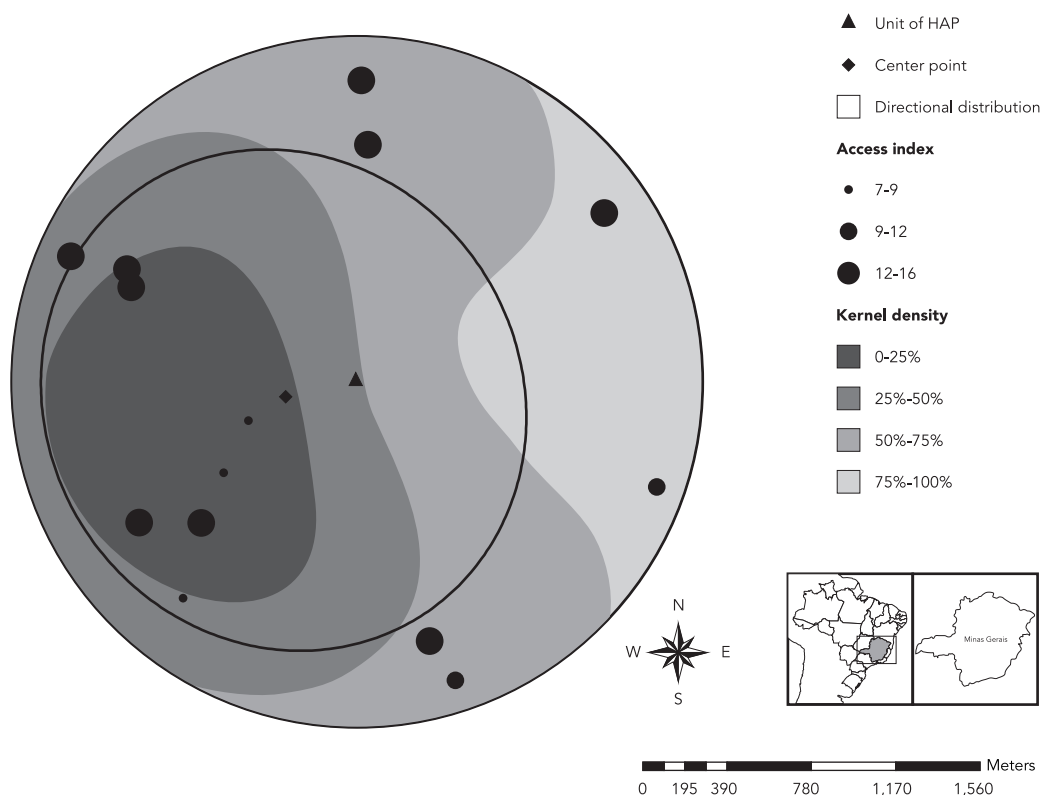 Unit of HAP
Center point
Directional distribution
Access index
7-9
9-12
12-16
Kernel density
0-25%
25%-50%
50%-75%
75%-100%
N
W E
S
Minas Gerais
Meters
0 195 390 780 1,170 1,560